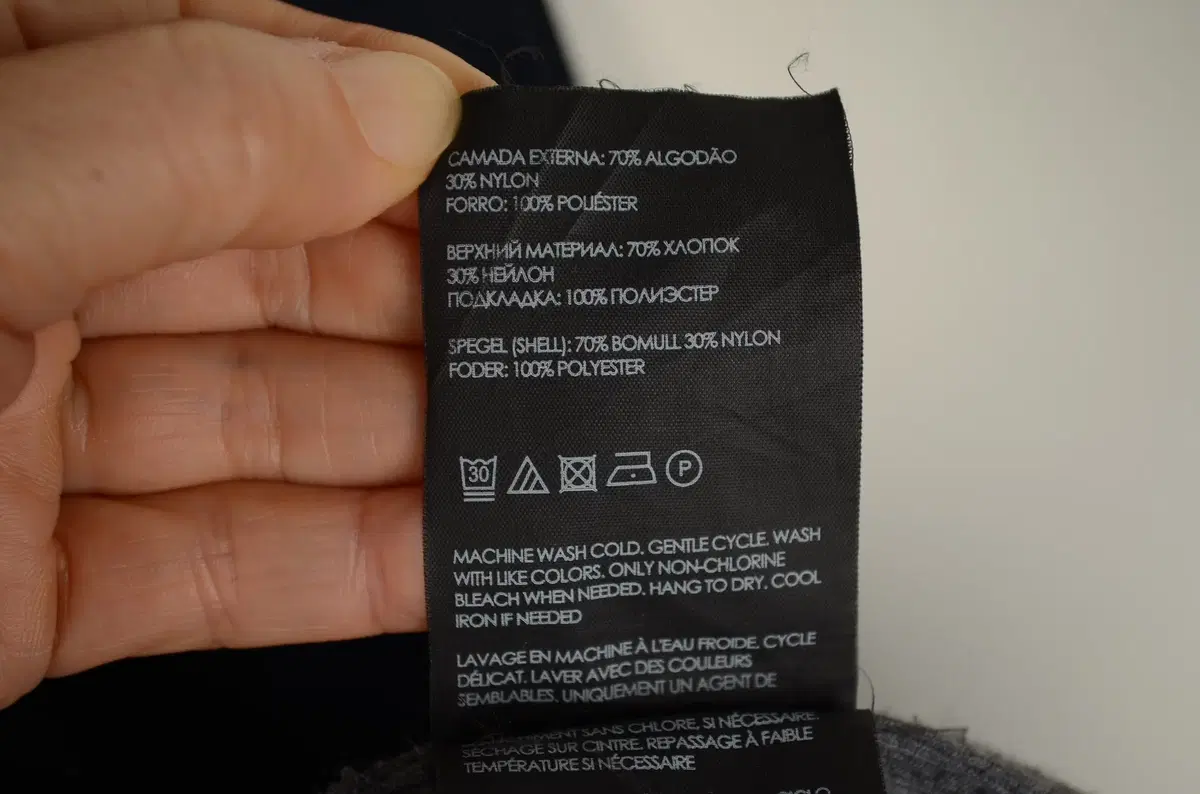 CAMADA EXTERNA: 70% ALGODÃO
30% NYLON
FORRO: 100% POLIÉSTER
ВЕРХНИЙ МАТЕРИАЛ: 70% ХЛОПОК
30% НЕЙЛОН
ПОДКЛАДКА: 100% ПОЛИЭСТЕР
SPEGEL (SHELL): 70% BOMULL 30% NYLON
FODER: 100% POLYESTER
30
P
MACHINE WASH COLD. GENTLE CYCLE. WASH
WITH LIKE COLORS. ONLY NON-CHLORINE
BLEACH WHEN NEEDED. HANG TO DRY. COOL
IRON IF NEEDED
LAVAGE EN MACHINE À L'EAU FROIDE. CYCLE
DÉLICAT. LAVER AVEC DES COULEURS
SEMBLABLES. UNIQUEMENT UN AGENT DE
SANS CHLORE, SI NÉCESSAIRE.
SÉCHAGE SUR CINTRE. REPASSAGE À FAIBLE
TEMPÉRATURE SI NÉCESSAIRE